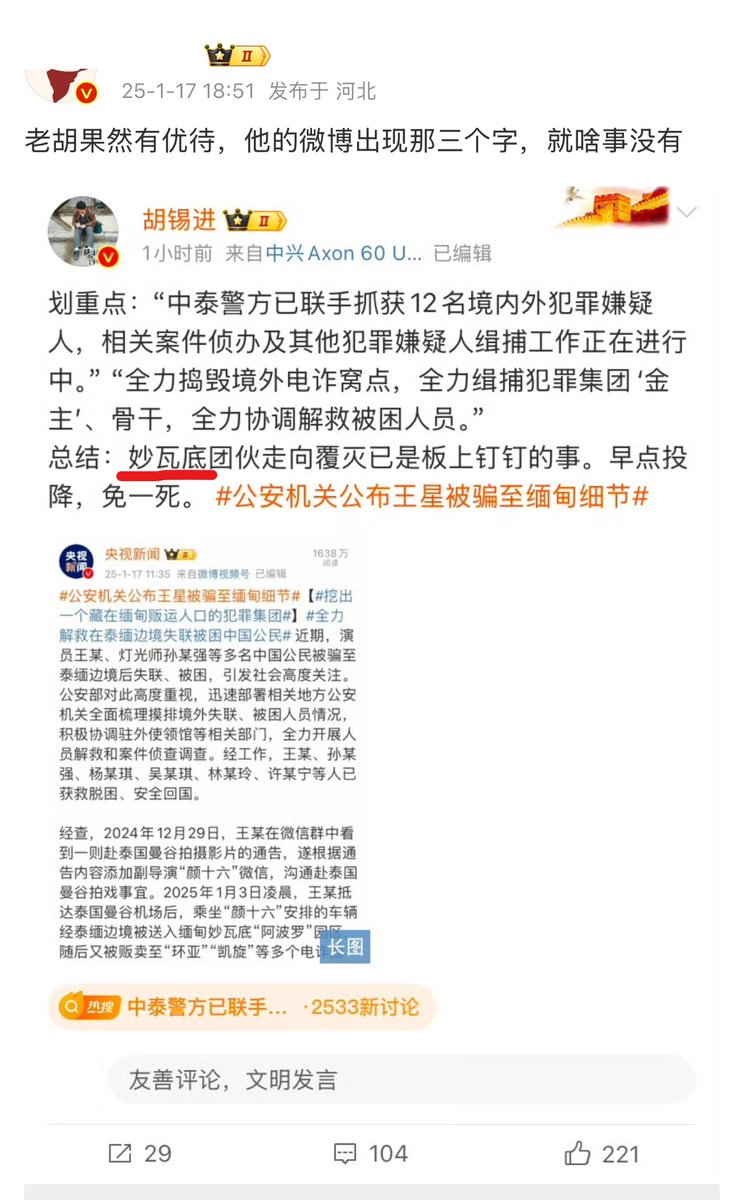 II
25-1-17 18:51 发布于 河北
老胡果然有优待，他的微博出现那三个字，就啥事没有
胡锡进 II
1小时前 来自中兴Axon 60 U... 已编辑
划重点：“中泰警方已联手抓获12名境内外犯罪嫌疑
人，相关案件侦办及其他犯罪嫌疑人缉捕工作正在进行
中。”“全力捣毁境外电诈窝点，全力缉捕犯罪集团‘金
主’、骨干，全力协调解救被困人员。”
总结：妙瓦底团伙走向覆灭已是板上钉钉的事。早点投
降，免一死。#公安机关公布王星被骗至缅甸细节#
央视新闻
央视新闻 II
1638万
阅读
25-1-17 11:35 来自微博视频号 已编辑
#公安机关公布王星被骗至缅甸细节#【#挖出
一个藏在缅甸贩运人口的犯罪集团#】#全力
解救在泰缅边境失联被困中国公民# 近期，演
员王某、灯光师孙某强等多名中国公民被骗至
泰缅边境后失联、被困，引发社会高度关注。
公安部对此高度重视，迅速部署相关地方公安
机关全面梳理摸排境外失联、被困人员情况，
积极协调驻外使领馆等相关部门，全力开展人
员解救和案件侦查调查。经工作，王某、孙某
强、杨某琪、吴某琪、林某玲、许某宁等人已
获救脱困、安全回国。
经查，2024年12月29日，王某在微信群中看
到一则赴泰国曼谷拍摄影片的通告，遂根据通
告内容添加副导演“颜十六”微信，沟通赴泰国
曼谷拍戏事宜。2025年1月3日凌晨，王某抵
达泰国曼谷机场后，乘坐“颜十六”安排的车辆
经泰缅边境被送入缅甸妙瓦底“阿波罗”园区，
随后又被贩卖至“环亚”“凯旋”等多个电诈
长图
热搜 中泰警方已联手... ·2533新讨论
友善评论，文明发言
29 104 221